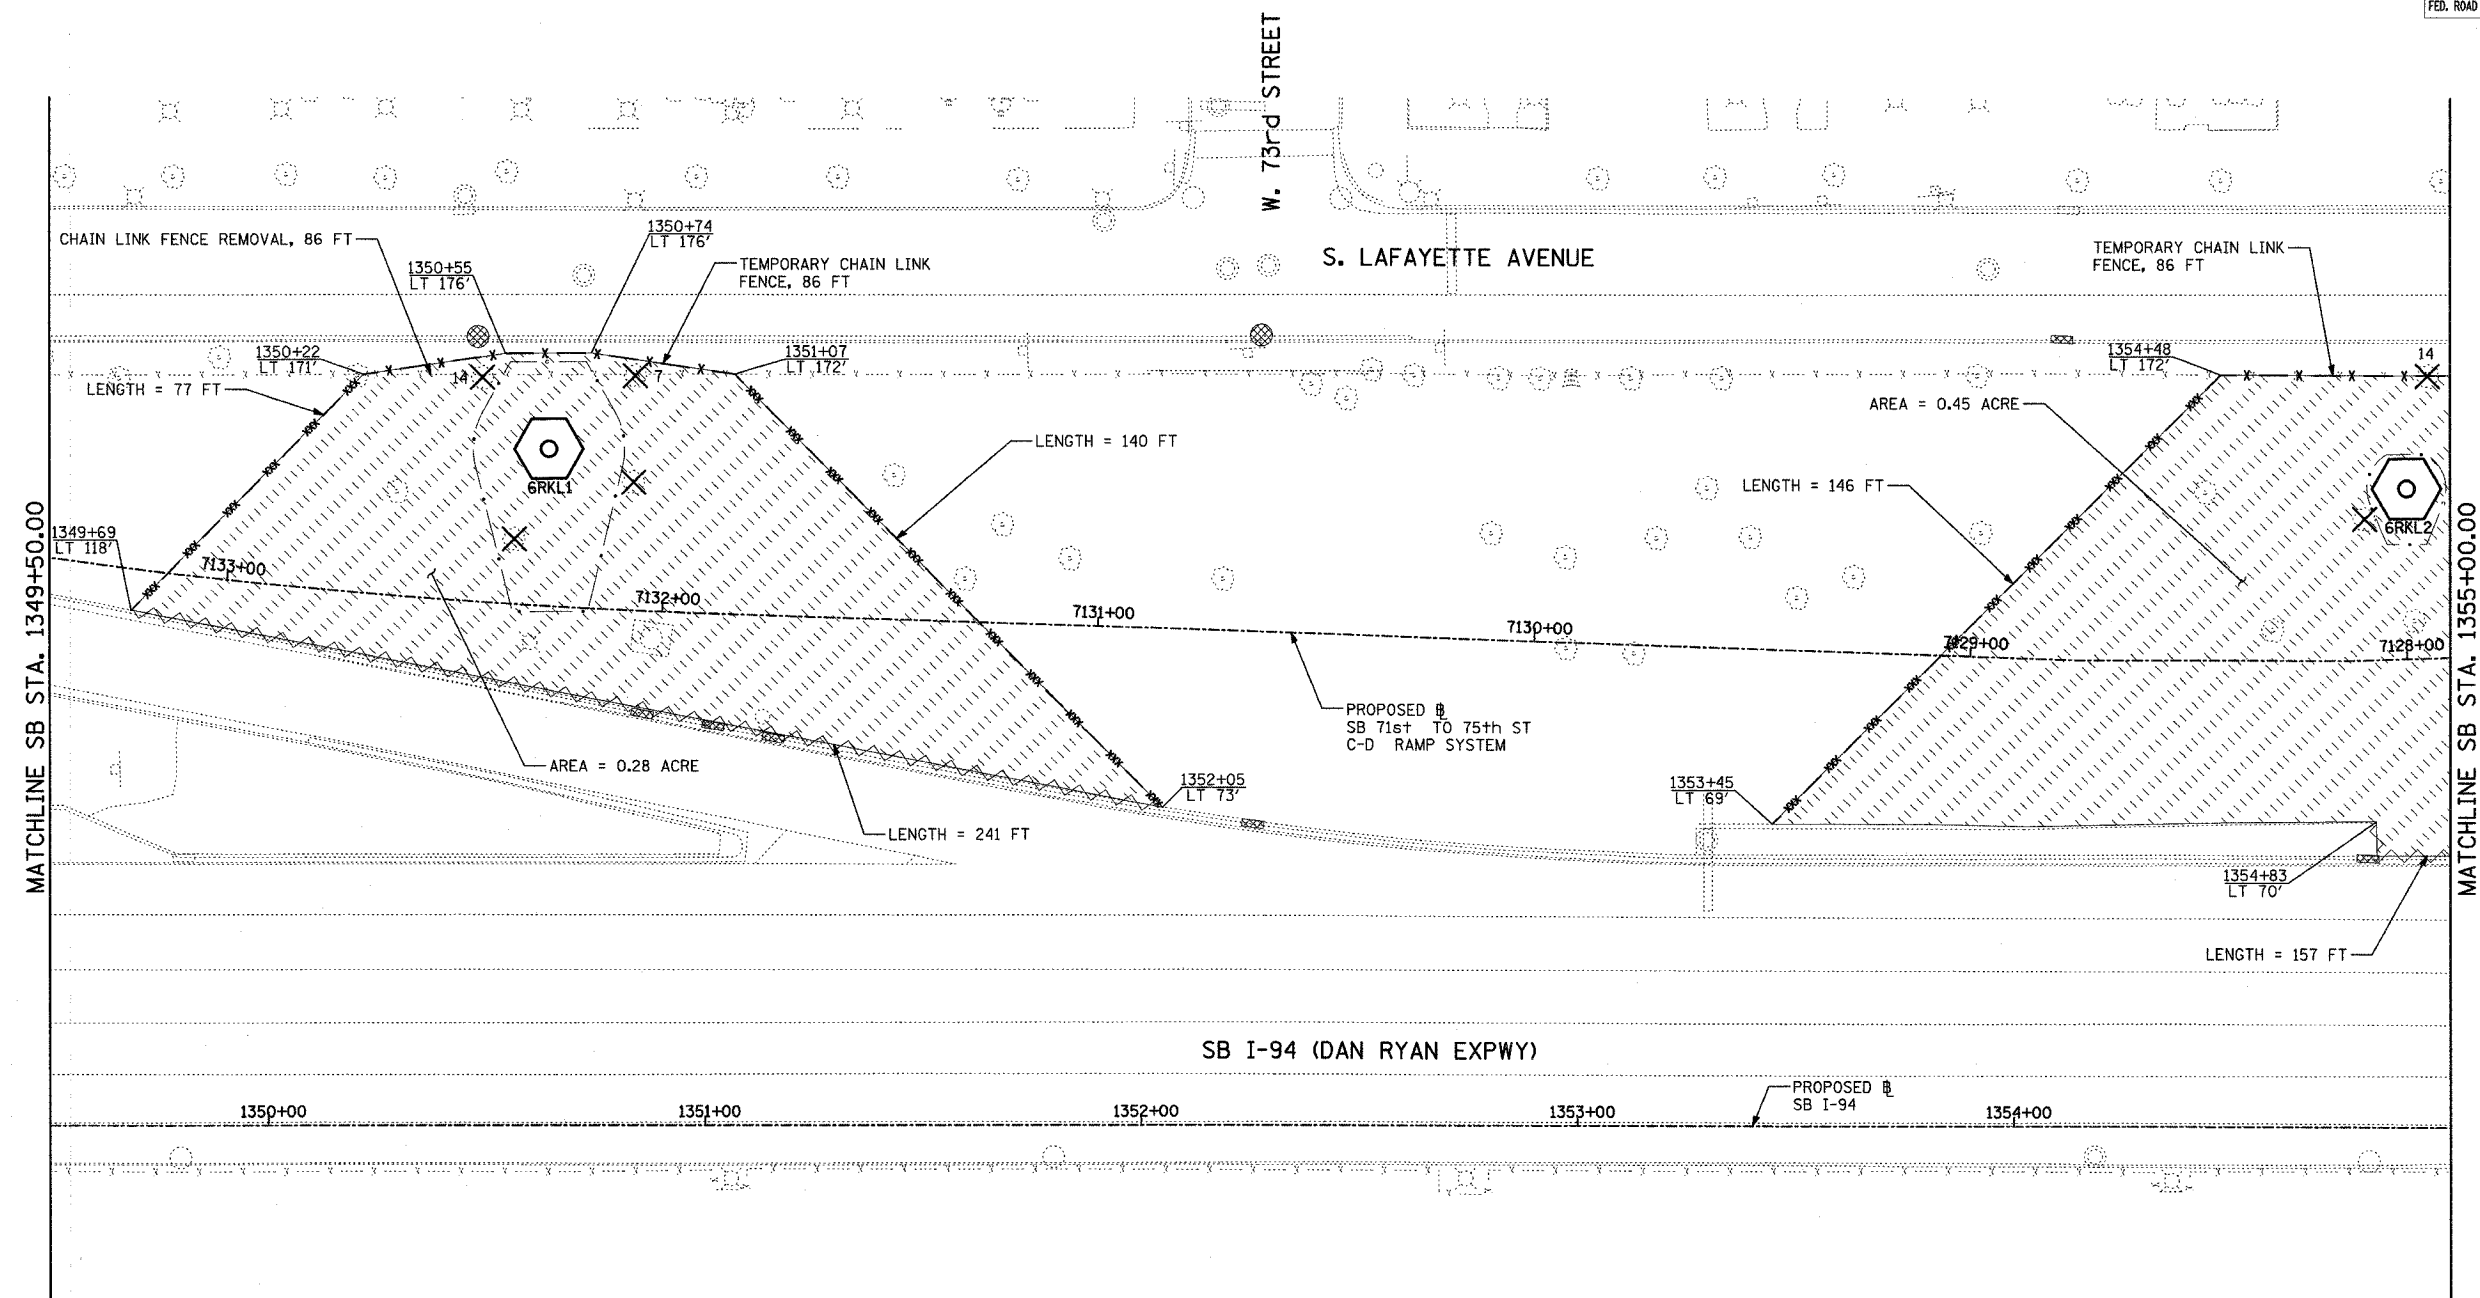 FED. ROAD
W. 73rd STREET
CHAIN LINK FENCE REMOVAL, 86 FT
1350+74
LT 176'
1350+55
LT 176'
TEMPORARY CHAIN LINK
FENCE, 86 FT
S. LAFAYETTE AVENUE
TEMPORARY CHAIN LINK
FENCE, 86 FT
1350+22
LT 171'
1351+07
LT 172'
1354+48
LT 172'
14
14
7
LENGTH = 77 FT
AREA = 0.45 ACRE
LENGTH = 140 FT
LENGTH = 146 FT
6RKL1
6RKL2
MATCHLINE SB STA. 1349+50.00
MATCHLINE SB STA. 1355+00.00
1349+69
LT 118'
7133+00
7132+00
7131+00
7130+00
7129+00
7128+00
PROPOSED BL
SB 71st TO 75th ST
C-D RAMP SYSTEM
AREA = 0.28 ACRE
1352+05
LT 73'
1353+45
LT 69'
LENGTH = 241 FT
1354+83
LT 70'
LENGTH = 157 FT
SB I-94 (DAN RYAN EXPWY)
PROPOSED BL
SB I-94
1350+00
1351+00
1352+00
1353+00
1354+00